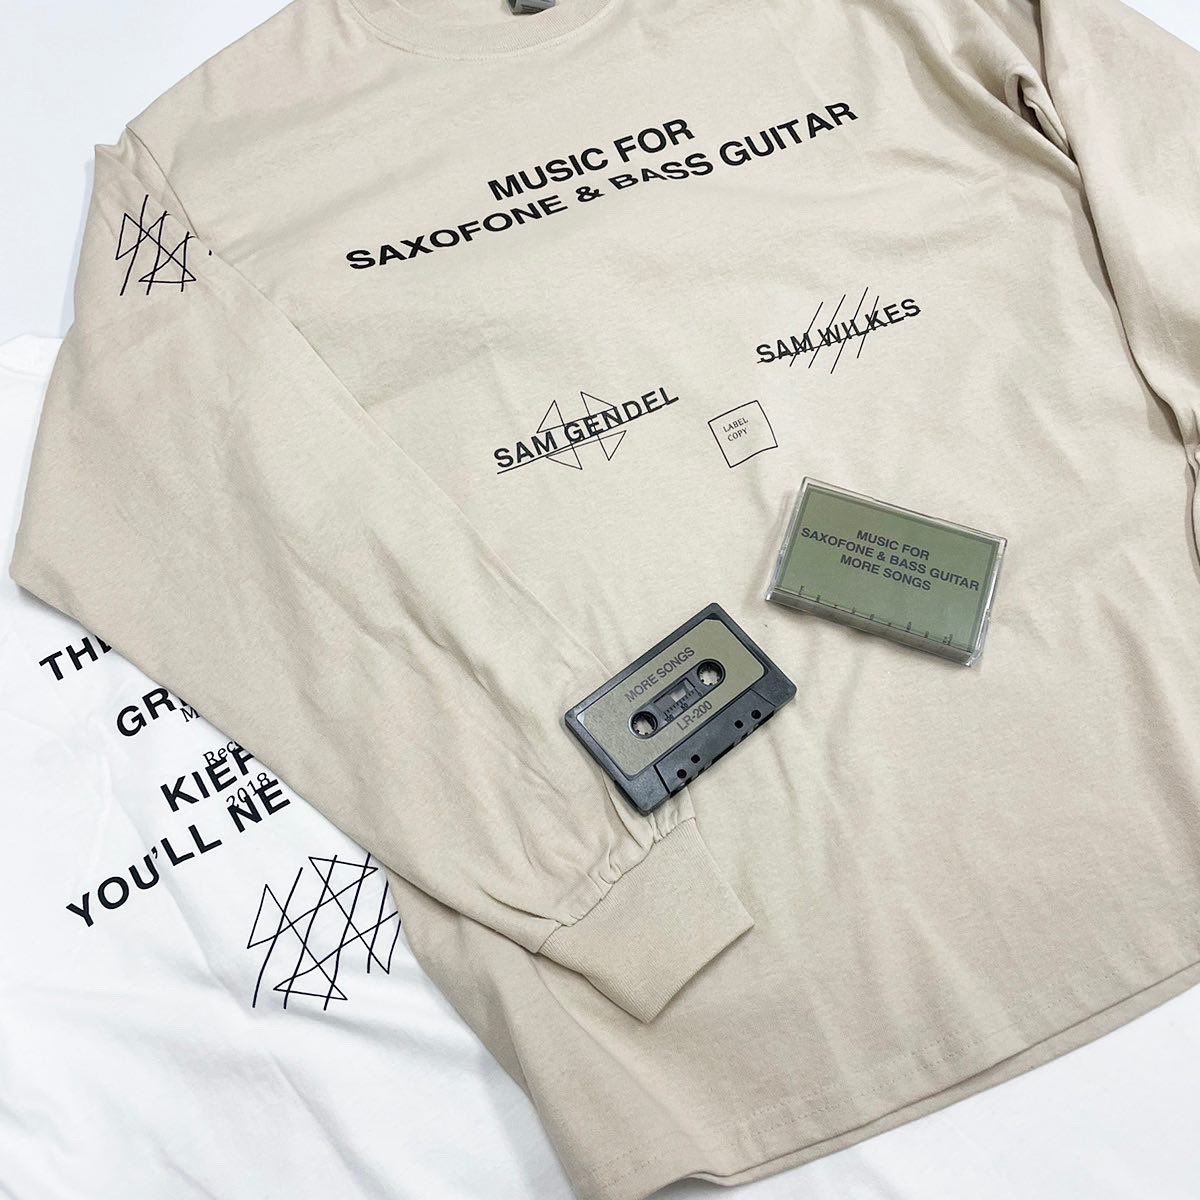 MUSIC FOR
SAXOFONE & BASS GUITAR
SAM WILKES
SAM GENDEL
LABEL
COPY
MUSIC FOR
SAXOFONE & BASS GUITAR
MORE SONGS
MORE SONGS
LR-200
KIEF
2018
YOU'LL NE